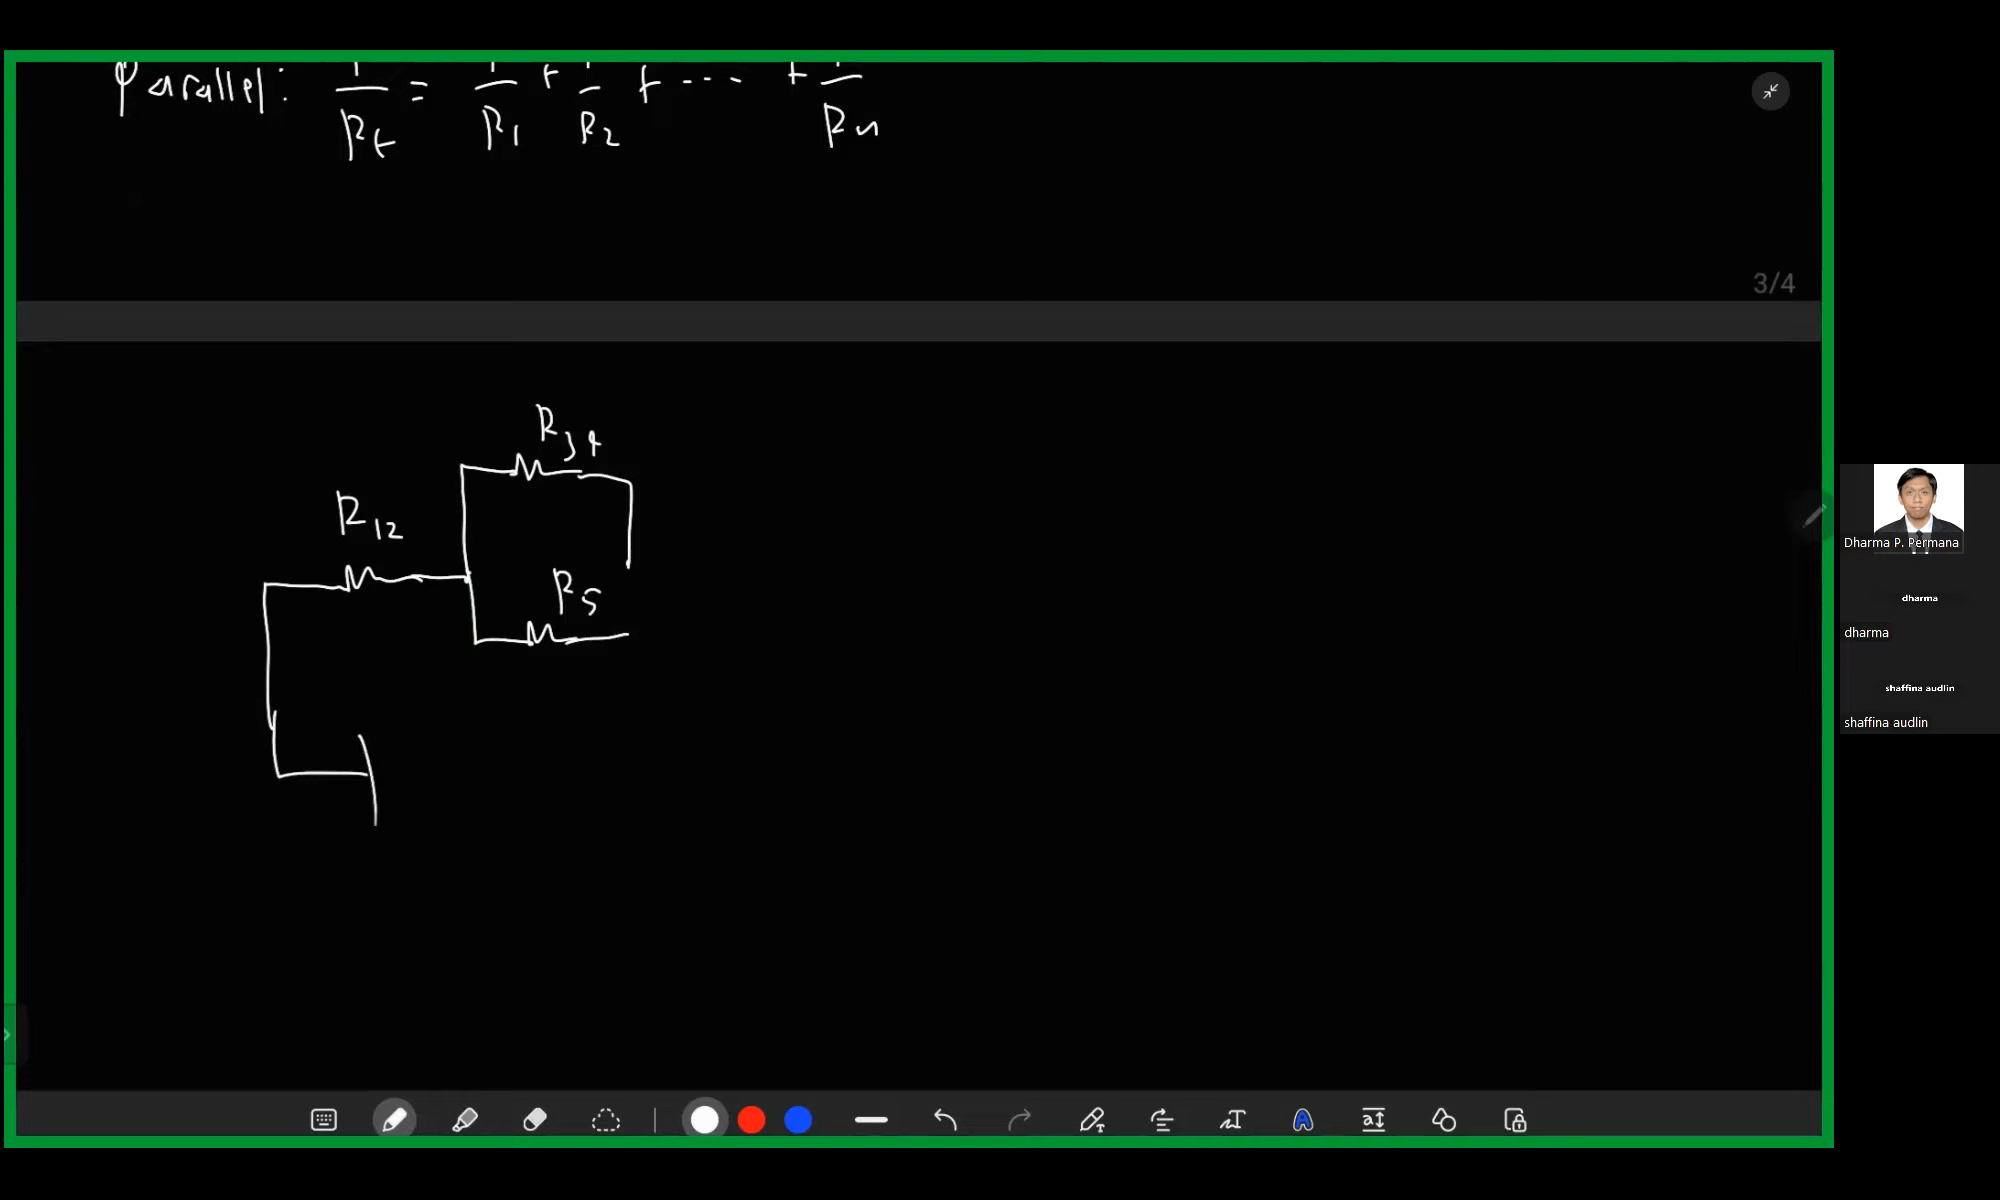 Parallel: 1/Rt = 1/R1 + 1/R2 + --- + 1/Rn
3/4
R34
R12
R5
Dharma P. Permana
dharma
dharma
shaffina audlin
shaffina audlin